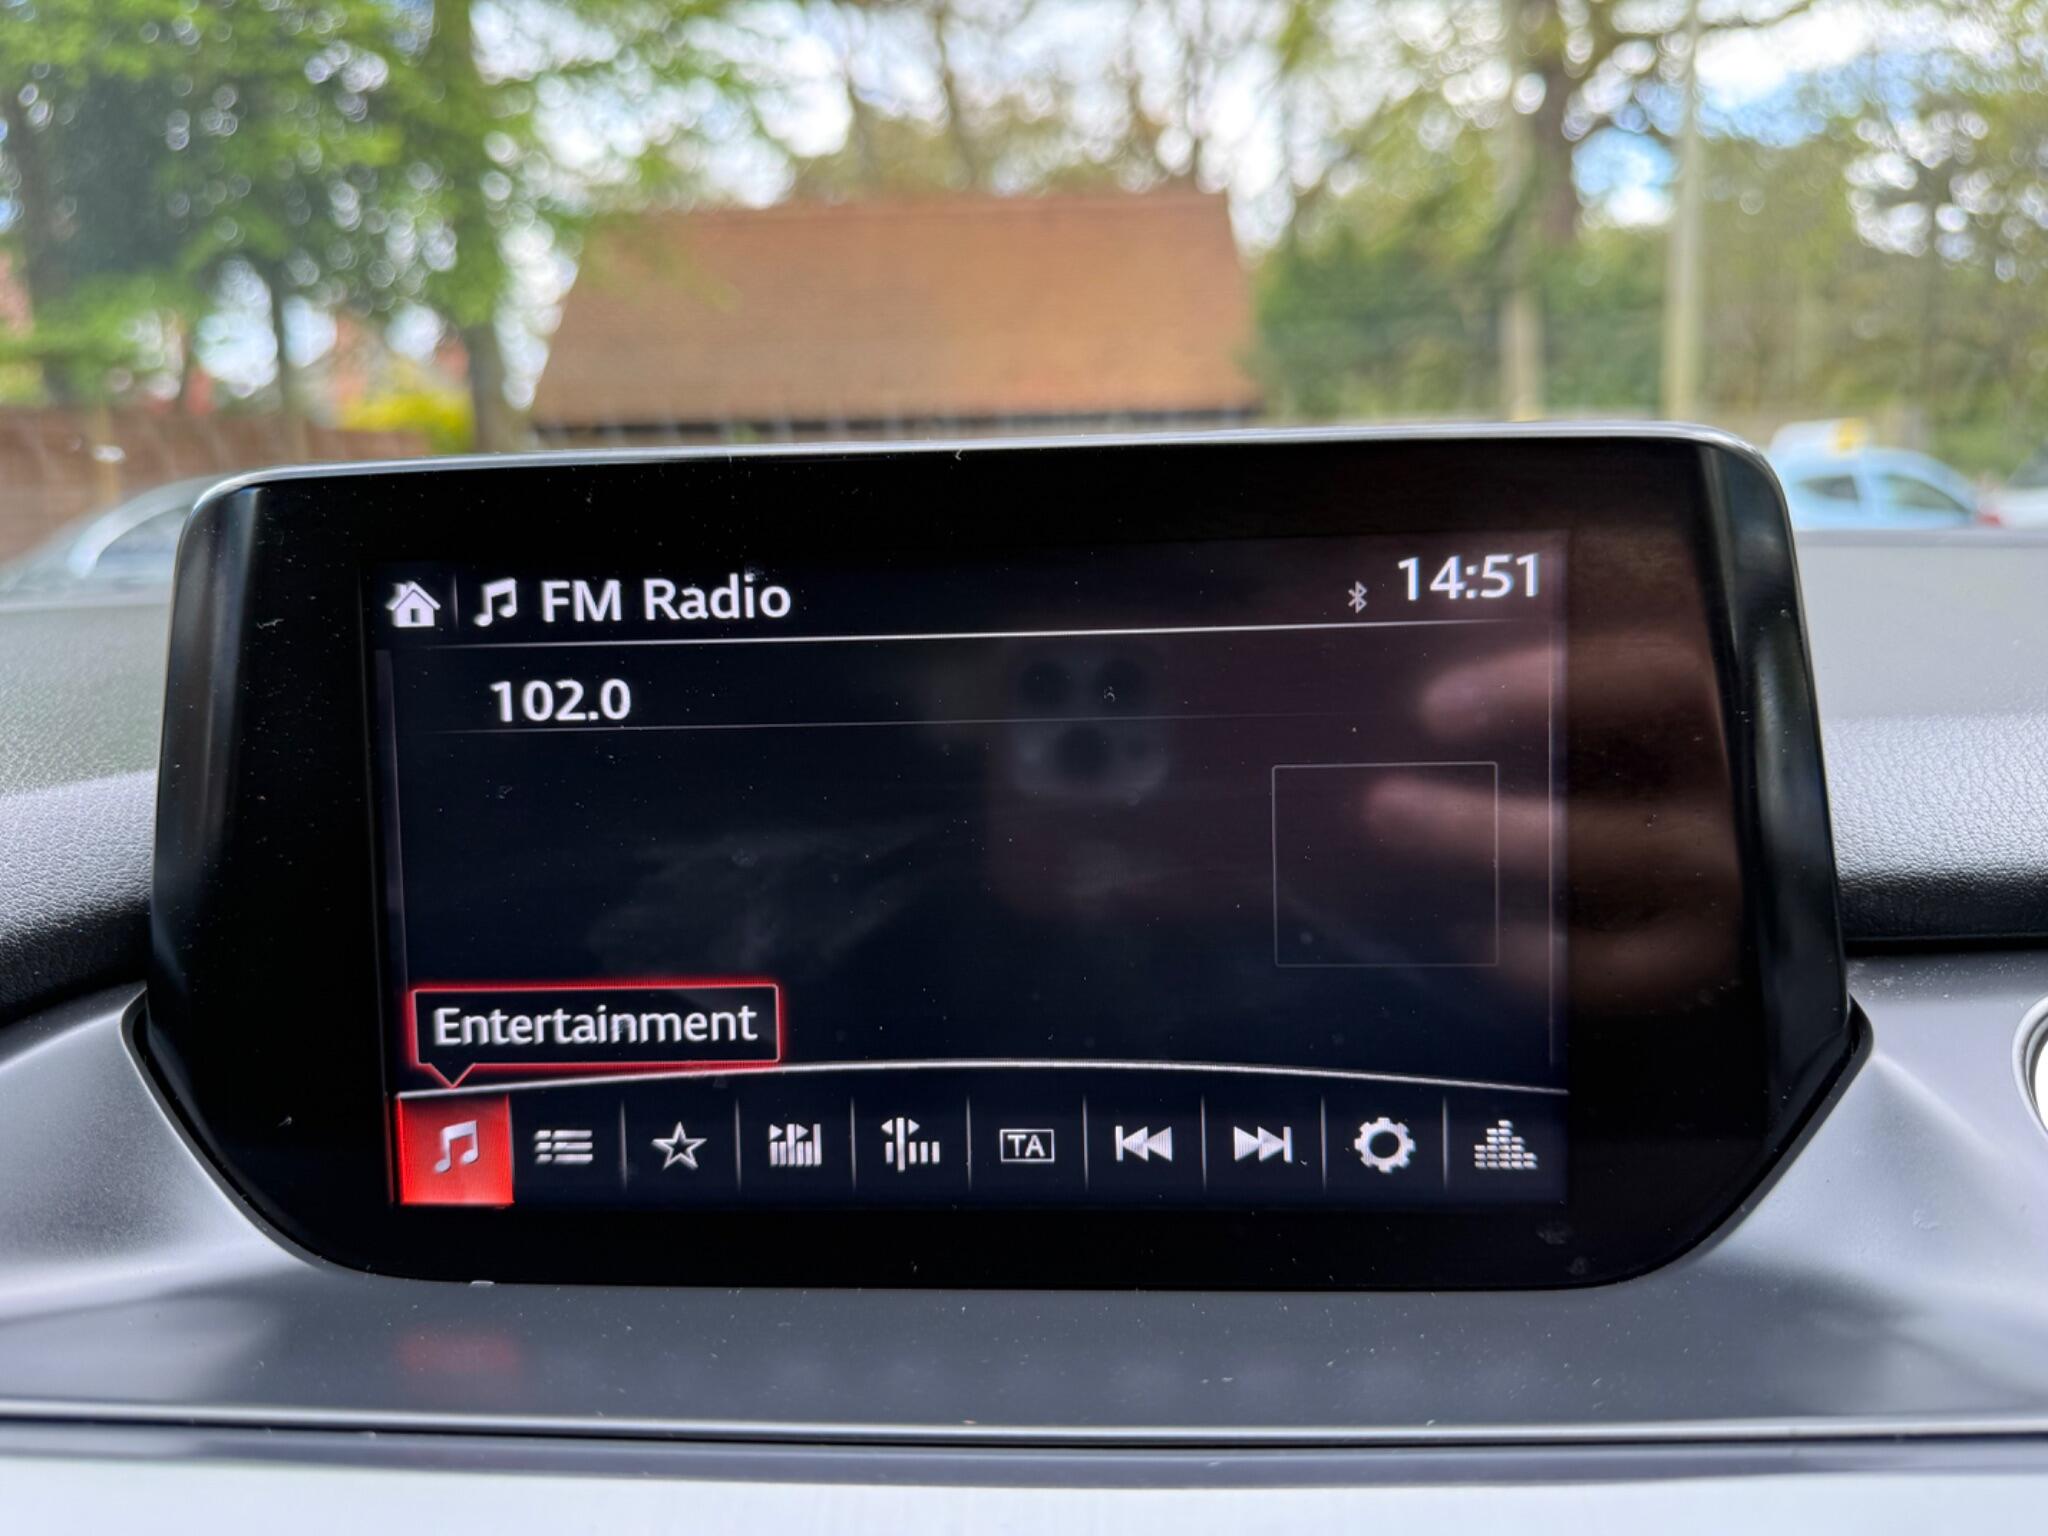 FM Radio 14:51
102.0
Entertainment
TA